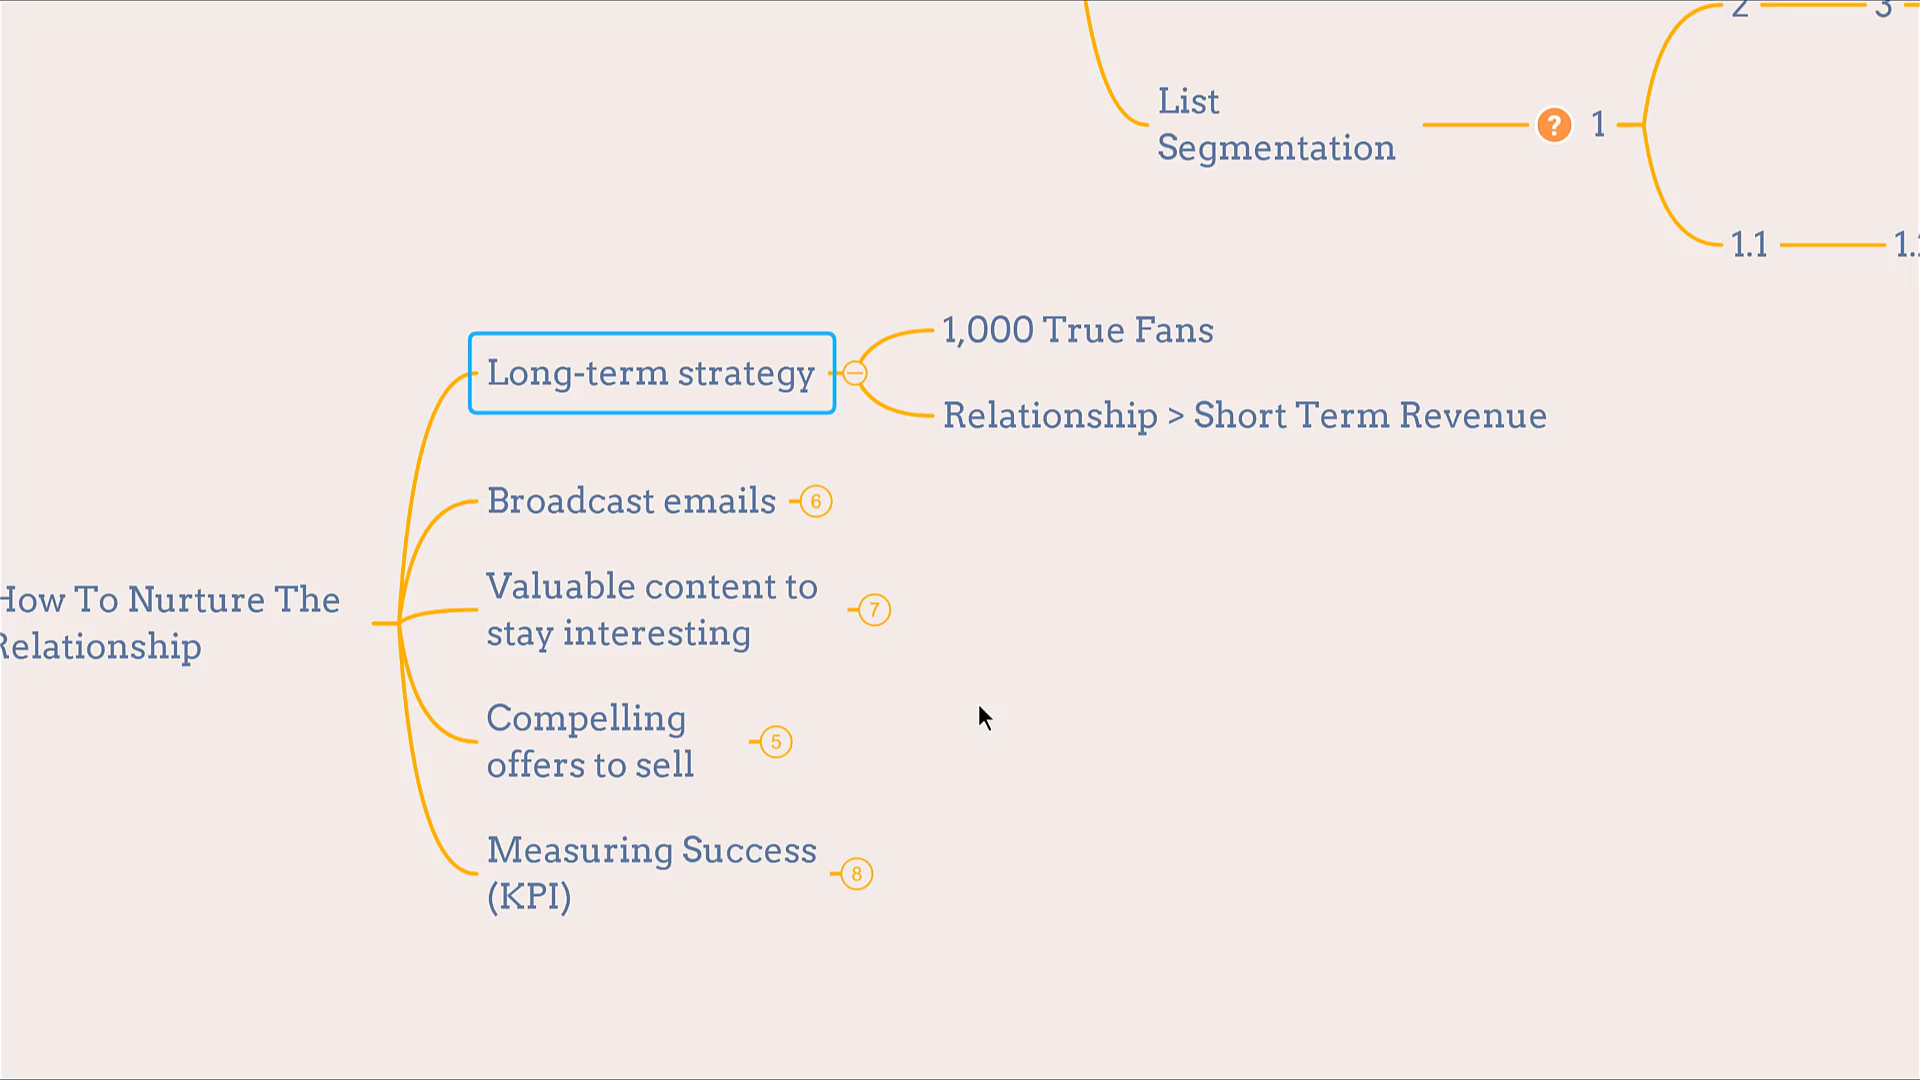 2
3
List
Segmentation
? 1
1.1
1,000 True Fans
Long-term strategy
Relationship > Short Term Revenue
Broadcast emails 6
Valuable content to
stay interesting
7
How To Nurture The
Relationship
Compelling
offers to sell
5
Measuring Success
(KPI)
8